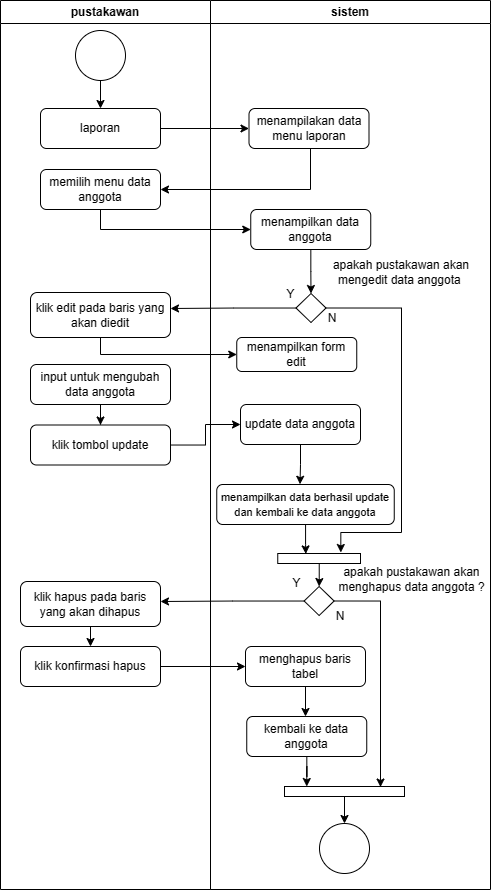 pustakawan
sistem
laporan
menampilakan data
menu laporan
memilih menu data
anggota
menampilkan data
anggota
apakah pustakawan akan
mengedit data anggota
Y
N
klik edit pada baris yang
akan diedit
menampilkan form
edit
input untuk mengubah
data anggota
klik tombol update
update data anggota
menampilkan data berhasil update
dan kembali ke data anggota
apakah pustakawan akan
menghapus data anggota ?
Y
N
klik hapus pada baris
yang akan dihapus
klik konfirmasi hapus
menghapus baris
tabel
kembali ke data
anggota